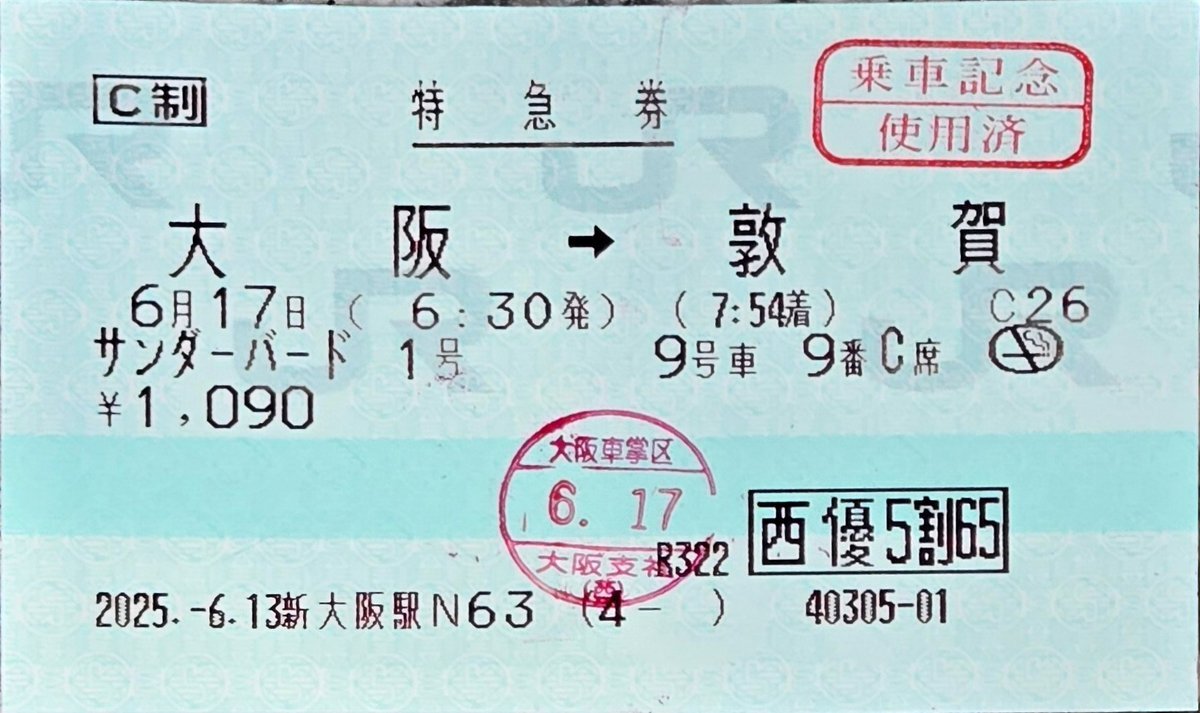 C制
特急券
乗車記念
使用済
大阪→敦賀
6月17日( 6:30発) (7:54着) C26
サンダーバード 1号 9号車 9番C席
¥1,090
大阪車掌区
6. 17
大阪支社
(西)
R322
西優5割65
2025.-6.13新大阪駅N63 (4- ) 40305-01